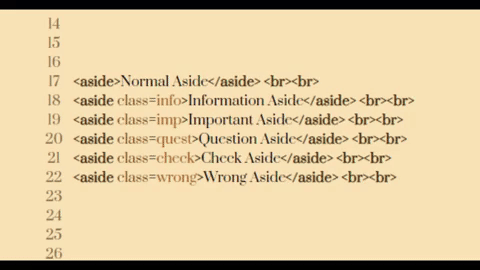 14
15
16
17 <aside>Normal Aside</aside> <br><br>
18 <aside class=info>Information Aside</aside> <br><br>
19 <aside class=imp>Important Aside</aside> <br><br>
20 <aside class=quest>Question Aside</aside> <br><br>
21 <aside class=check>Check Aside</aside> <br><br>
22 <aside class=wrong>Wrong Aside</aside> <br><br>
23
24
25
26